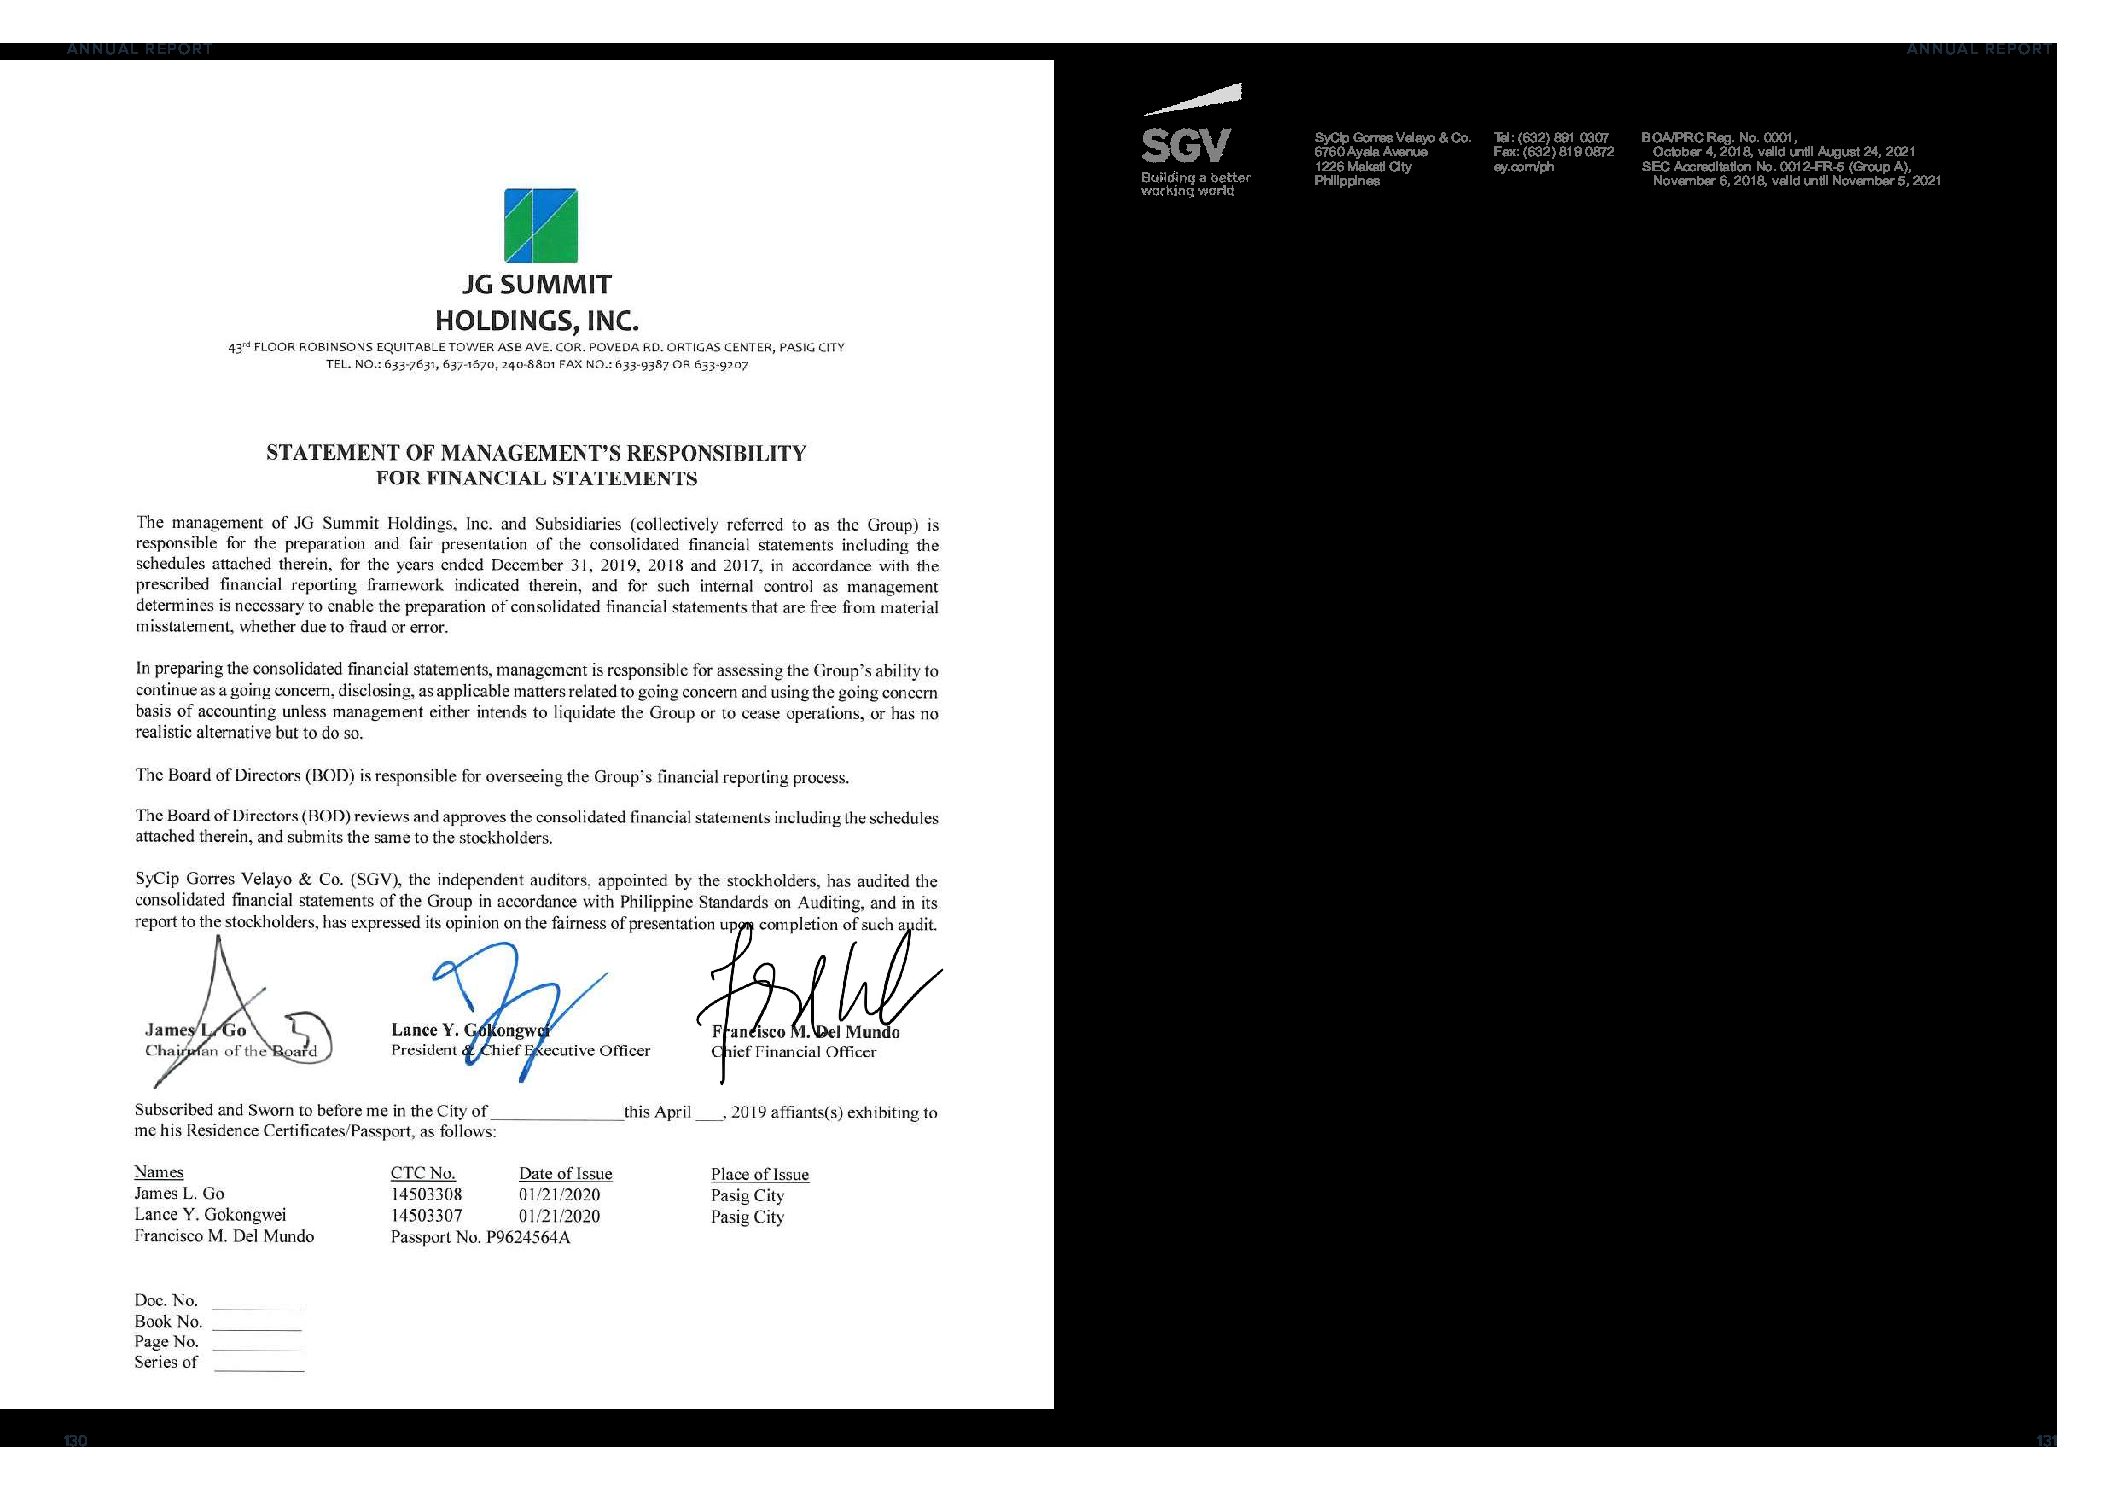 ANNUAL REPORT
JG SUMMIT
HOLDINGS, INC.
43rd FLOOR ROBINSONS EQUITABLE TOWER ASB AVE. COR. POVEDA RD. ORTIGAS CENTER, PASIG CITY
TEL. NO.: 633-7631, 637-1670, 240-8801 FAX NO.: 633-9387 OR 633-9207
STATEMENT OF MANAGEMENT'S RESPONSIBILITY
FOR FINANCIAL STATEMENTS
The management of JG Summit Holdings, Inc. and Subsidiaries (collectively referred to as the Group) is
responsible for the preparation and fair presentation of the consolidated financial statements including the
schedules attached therein, for the years ended December 31, 2019, 2018 and 2017, in accordance with the
prescribed financial reporting framework indicated therein, and for such internal control as management
determines is necessary to enable the preparation of consolidated financial statements that are free from material
misstatement, whether due to fraud or error.
In preparing the consolidated financial statements, management is responsible for assessing the Group's ability to
continue as a going concern, disclosing, as applicable matters related to going concern and using the going concern
basis of accounting unless management either intends to liquidate the Group or to cease operations, or has no
realistic alternative but to do so.
The Board of Directors (BOD) is responsible for overseeing the Group's financial reporting process.
The Board of Directors (BOD) reviews and approves the consolidated financial statements including the schedules
attached therein, and submits the same to the stockholders.
SyCip Gorres Velayo & Co. (SGV), the independent auditors, appointed by the stockholders, has audited the
consolidated financial statements of the Group in accordance with Philippine Standards on Auditing, and in its
report to the stockholders, has expressed its opinion on the fairness of presentation upon completion of such audit.
James L. Go Lance Y. Gokongwei Francisco M. Del Mundo
Chairman of the Board President & Chief Executive Officer Chief Financial Officer
Subscribed and Sworn to before me in the City of ______________ this April ___, 2019 affiants(s) exhibiting to
me his Residence Certificates/Passport, as follows:
Names CTC No. Date of Issue Place of Issue
James L. Go 14503308 01/21/2020 Pasig City
Lance Y. Gokongwei 14503307 01/21/2020 Pasig City
Francisco M. Del Mundo Passport No. P9624564A
Doc. No. __________
Book No. __________
Page No. __________
Series of __________
130
ANNUAL REPORT
SGV
Building a better
working world
SyCip Gorres Velayo & Co. Tel: (632) 891 0307 BOA/PRC Reg. No. 0001,
6760 Ayala Avenue Fax: (632) 819 0872 October 4, 2018, valid until August 24, 2021
1226 Makati City ey.com/ph SEC Accreditation No. 0012-FR-5 (Group A),
Philippines November 6, 2018, valid until November 5, 2021
131